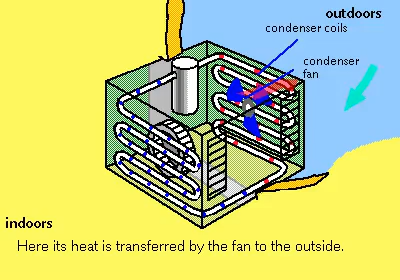 outdoors
condenser coils
condenser
fan
indoors
Here its heat is transferred by the fan to the outside.